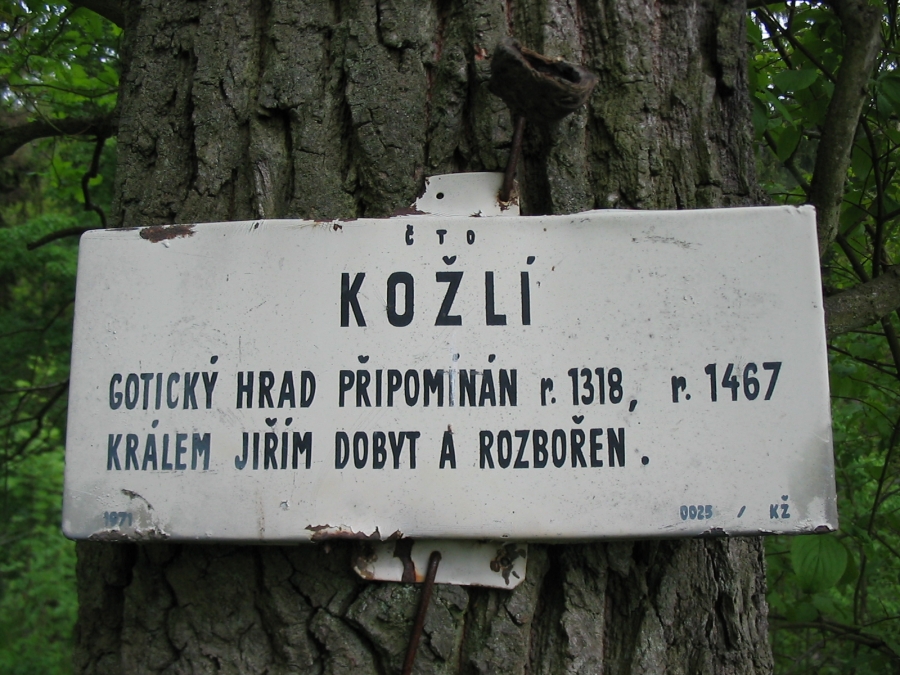 ČTO
KOŽLÍ
GOTICKÝ HRAD PŘIPOMÍNÁN r. 1318, r. 1467
KRÁLEM JIŘÍM DOBYT A ROZBOŘEN.
1971 0025 / KŽ